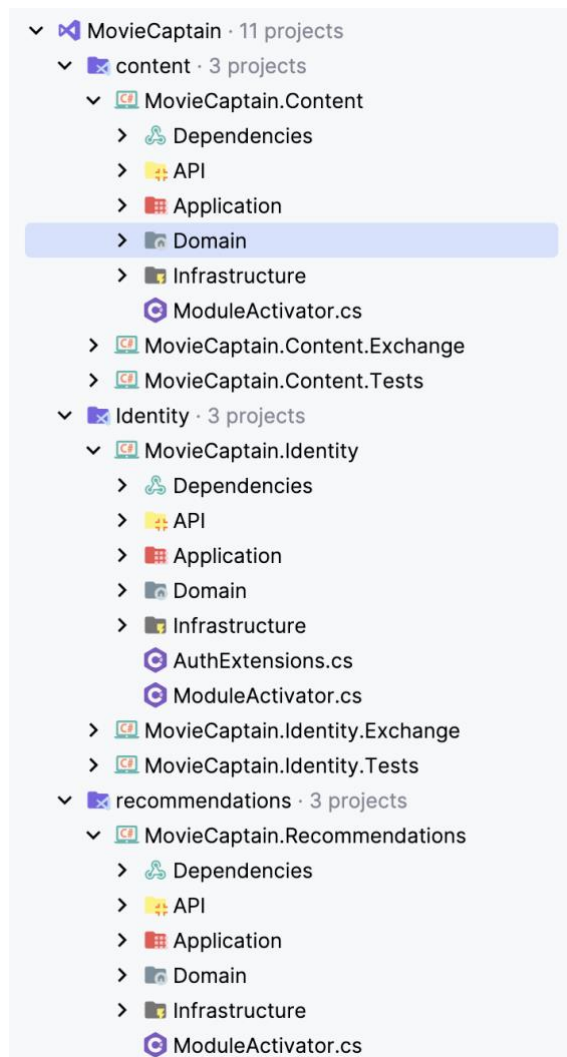 MovieCaptain · 11 projects
content · 3 projects
C# MovieCaptain.Content
Dependencies
API
Application
Domain
Infrastructure
C# ModuleActivator.cs
C# MovieCaptain.Content.Exchange
C# MovieCaptain.Content.Tests
Identity · 3 projects
C# MovieCaptain.Identity
Dependencies
API
Application
Domain
Infrastructure
C# AuthExtensions.cs
C# ModuleActivator.cs
C# MovieCaptain.Identity.Exchange
C# MovieCaptain.Identity.Tests
recommendations · 3 projects
C# MovieCaptain.Recommendations
Dependencies
API
Application
Domain
Infrastructure
C# ModuleActivator.cs